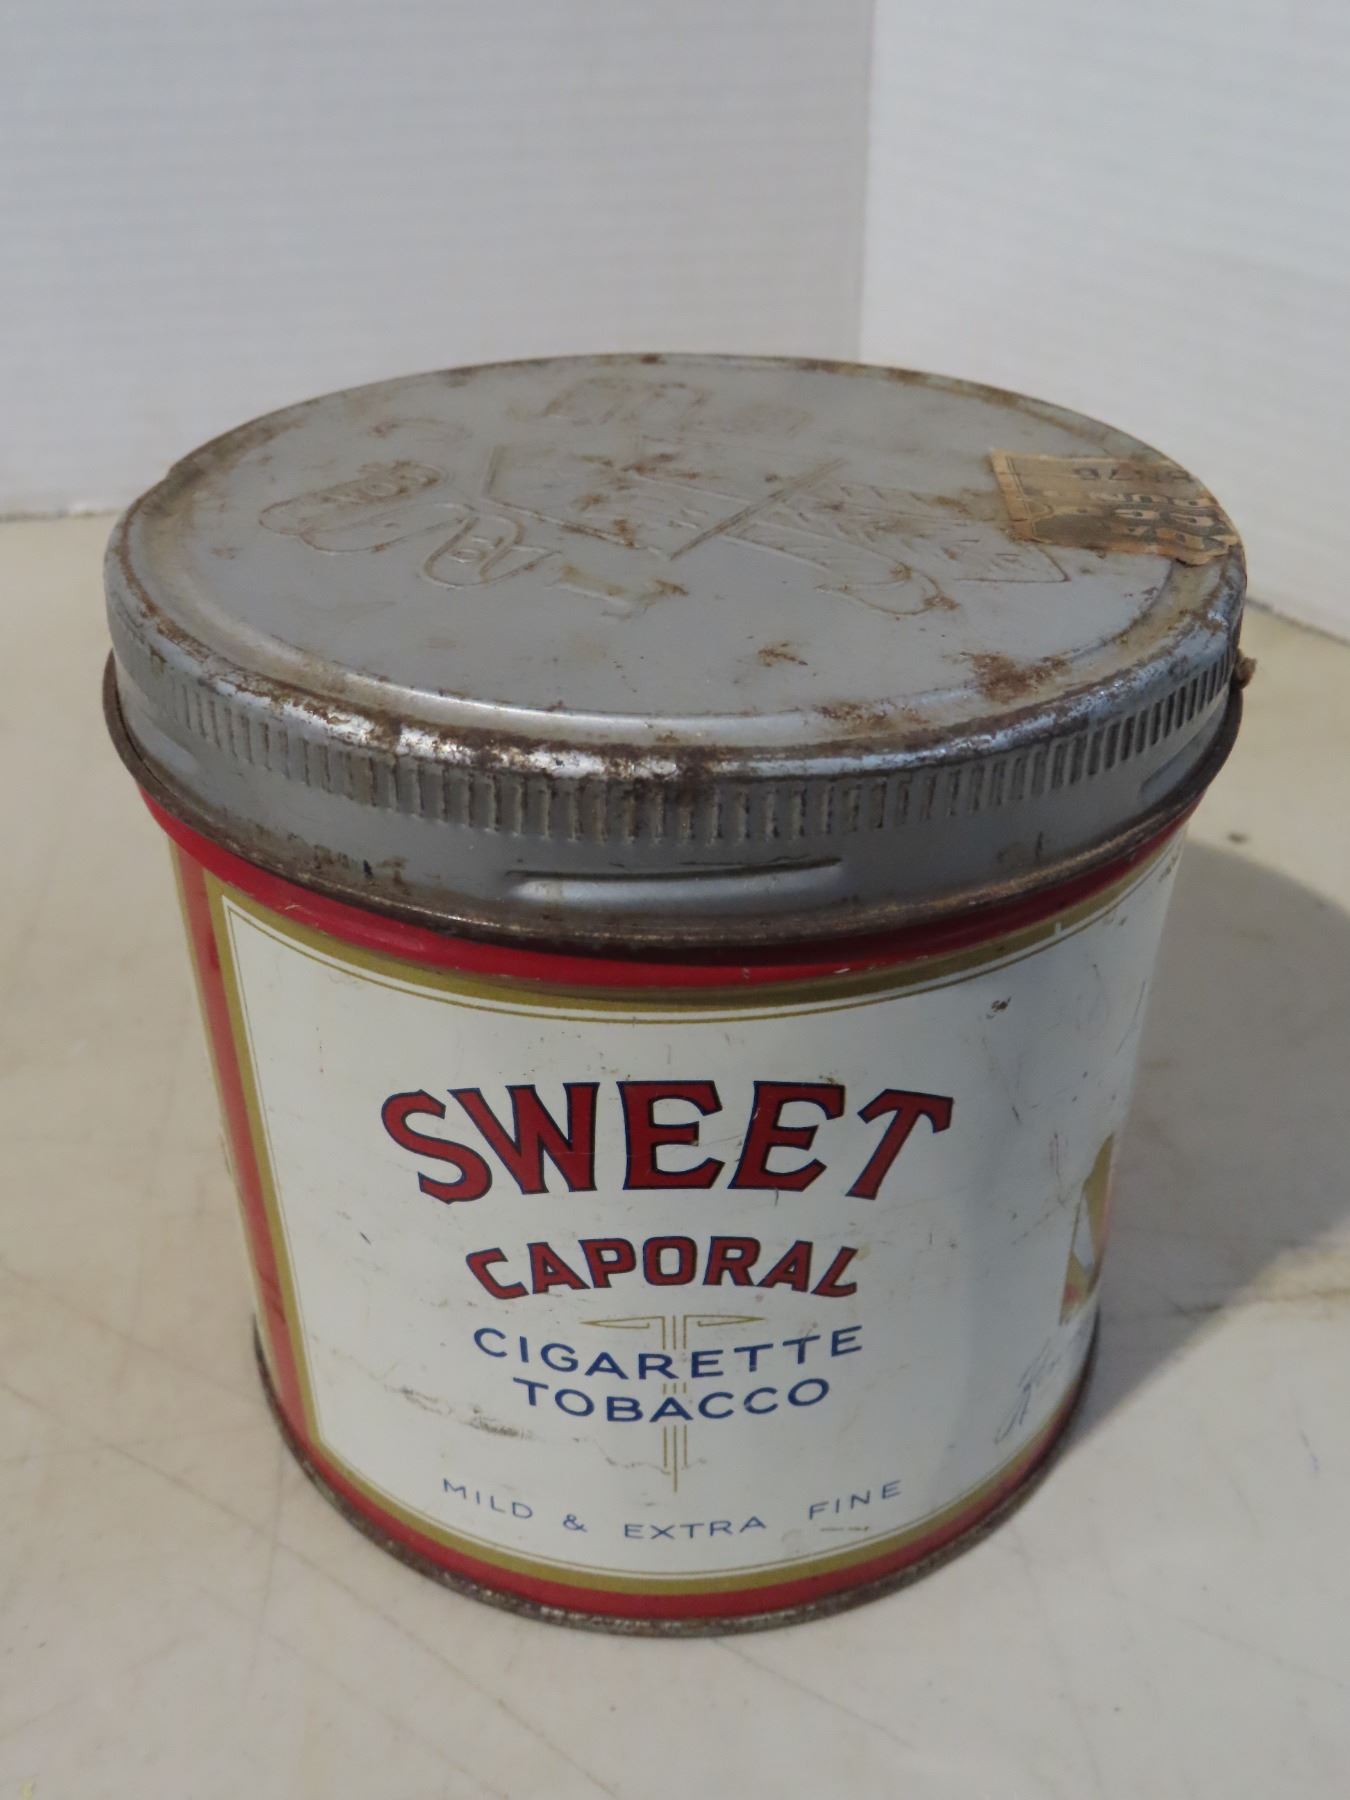 SWEET
CAPORAL
CIGARETTE
TOBACCO
MILD & EXTRA FINE